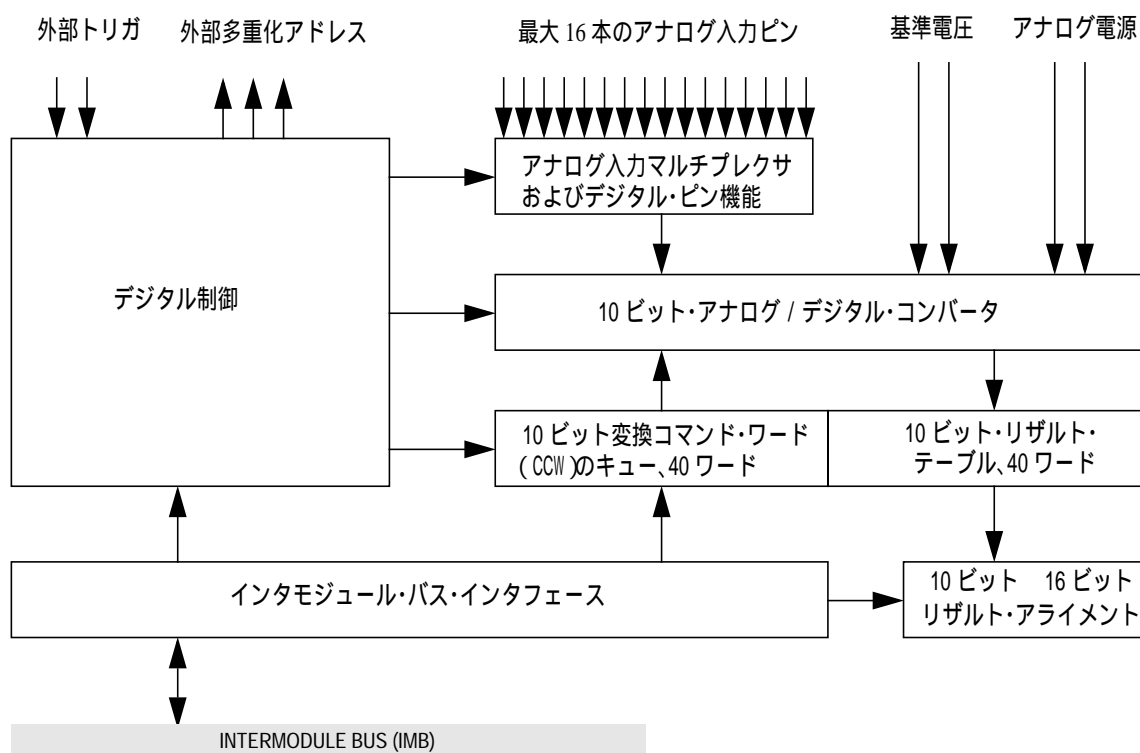 外部トリガ
外部多重化アドレス
最大 16 本のアナログ入力ピン
基準電圧
アナログ電源
アナログ入力マルチプレクサ
およびデジタル・ピン機能
デジタル制御
10 ビット・アナログ / デジタル・コンバータ
10 ビット変換コマンド・ワード
(CCW)のキュー、40 ワード
10 ビット・リザルト・
テーブル、40 ワード
インタモジュール・バス・インタフェース
10 ビット 16 ビット
リザルト・アライメント
INTERMODULE BUS (IMB)